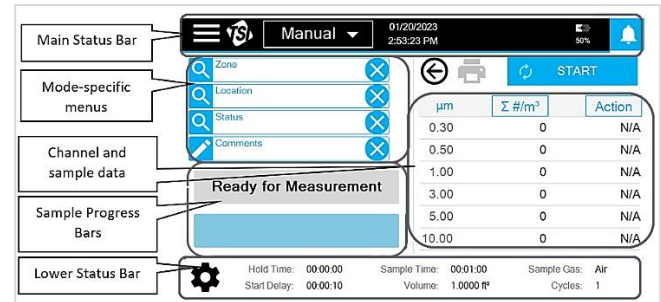 Main Status Bar
Mode-specific
menus
Channel and
sample data
Sample Progress
Bars
Lower Status Bar
TSI Manual 01/20/2023
2:53:23 PM
50%
Zone
Location
Status
Comments
START
µm Σ #/m³ Action
0.30 0 N/A
0.50 0 N/A
1.00 0 N/A
3.00 0 N/A
5.00 0 N/A
10.00 0 N/A
Ready for Measurement
Hold Time: 00:00:00 Sample Time: 00:01:00 Sample Gas: Air
Start Delay: 00:00:10 Volume: 1.0000 ft³ Cycles: 1